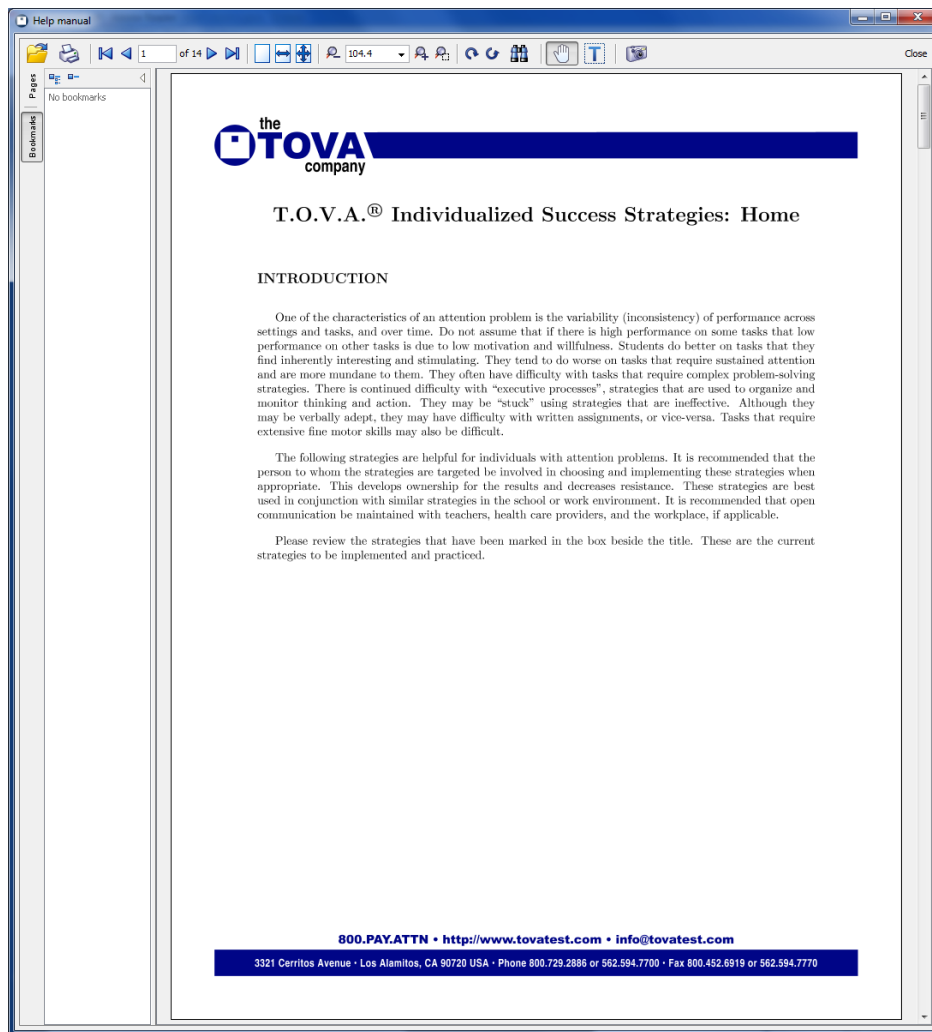 Help manual
1 of 14 104.4 Close
Pages
Bookmarks
No bookmarks
the
TOVA
company
T.O.V.A.® Individualized Success Strategies: Home
INTRODUCTION
One of the characteristics of an attention problem is the variability (inconsistency) of performance across
settings and tasks, and over time. Do not assume that if there is high performance on some tasks that low
performance on other tasks is due to low motivation and willfulness. Students do better on tasks that they
find inherently interesting and stimulating. They tend to do worse on tasks that require sustained attention
and are more mundane to them. They often have difficulty with tasks that require complex problem-solving
strategies. There is continued difficulty with “executive processes”, strategies that are used to organize and
monitor thinking and action. They may be “stuck” using strategies that are ineffective. Although they
may be verbally adept, they may have difficulty with written assignments, or vice-versa. Tasks that require
extensive fine motor skills may also be difficult.
The following strategies are helpful for individuals with attention problems. It is recommended that the
person to whom the strategies are targeted be involved in choosing and implementing these strategies when
appropriate. This develops ownership for the results and decreases resistance. These strategies are best
used in conjunction with similar strategies in the school or work environment. It is recommended that open
communication be maintained with teachers, health care providers, and the workplace, if applicable.
Please review the strategies that have been marked in the box beside the title. These are the current
strategies to be implemented and practiced.
800.PAY.ATTN • http://www.tovatest.com • info@tovatest.com
3321 Cerritos Avenue • Los Alamitos, CA 90720 USA • Phone 800.729.2886 or 562.594.7700 • Fax 800.452.6919 or 562.594.7770